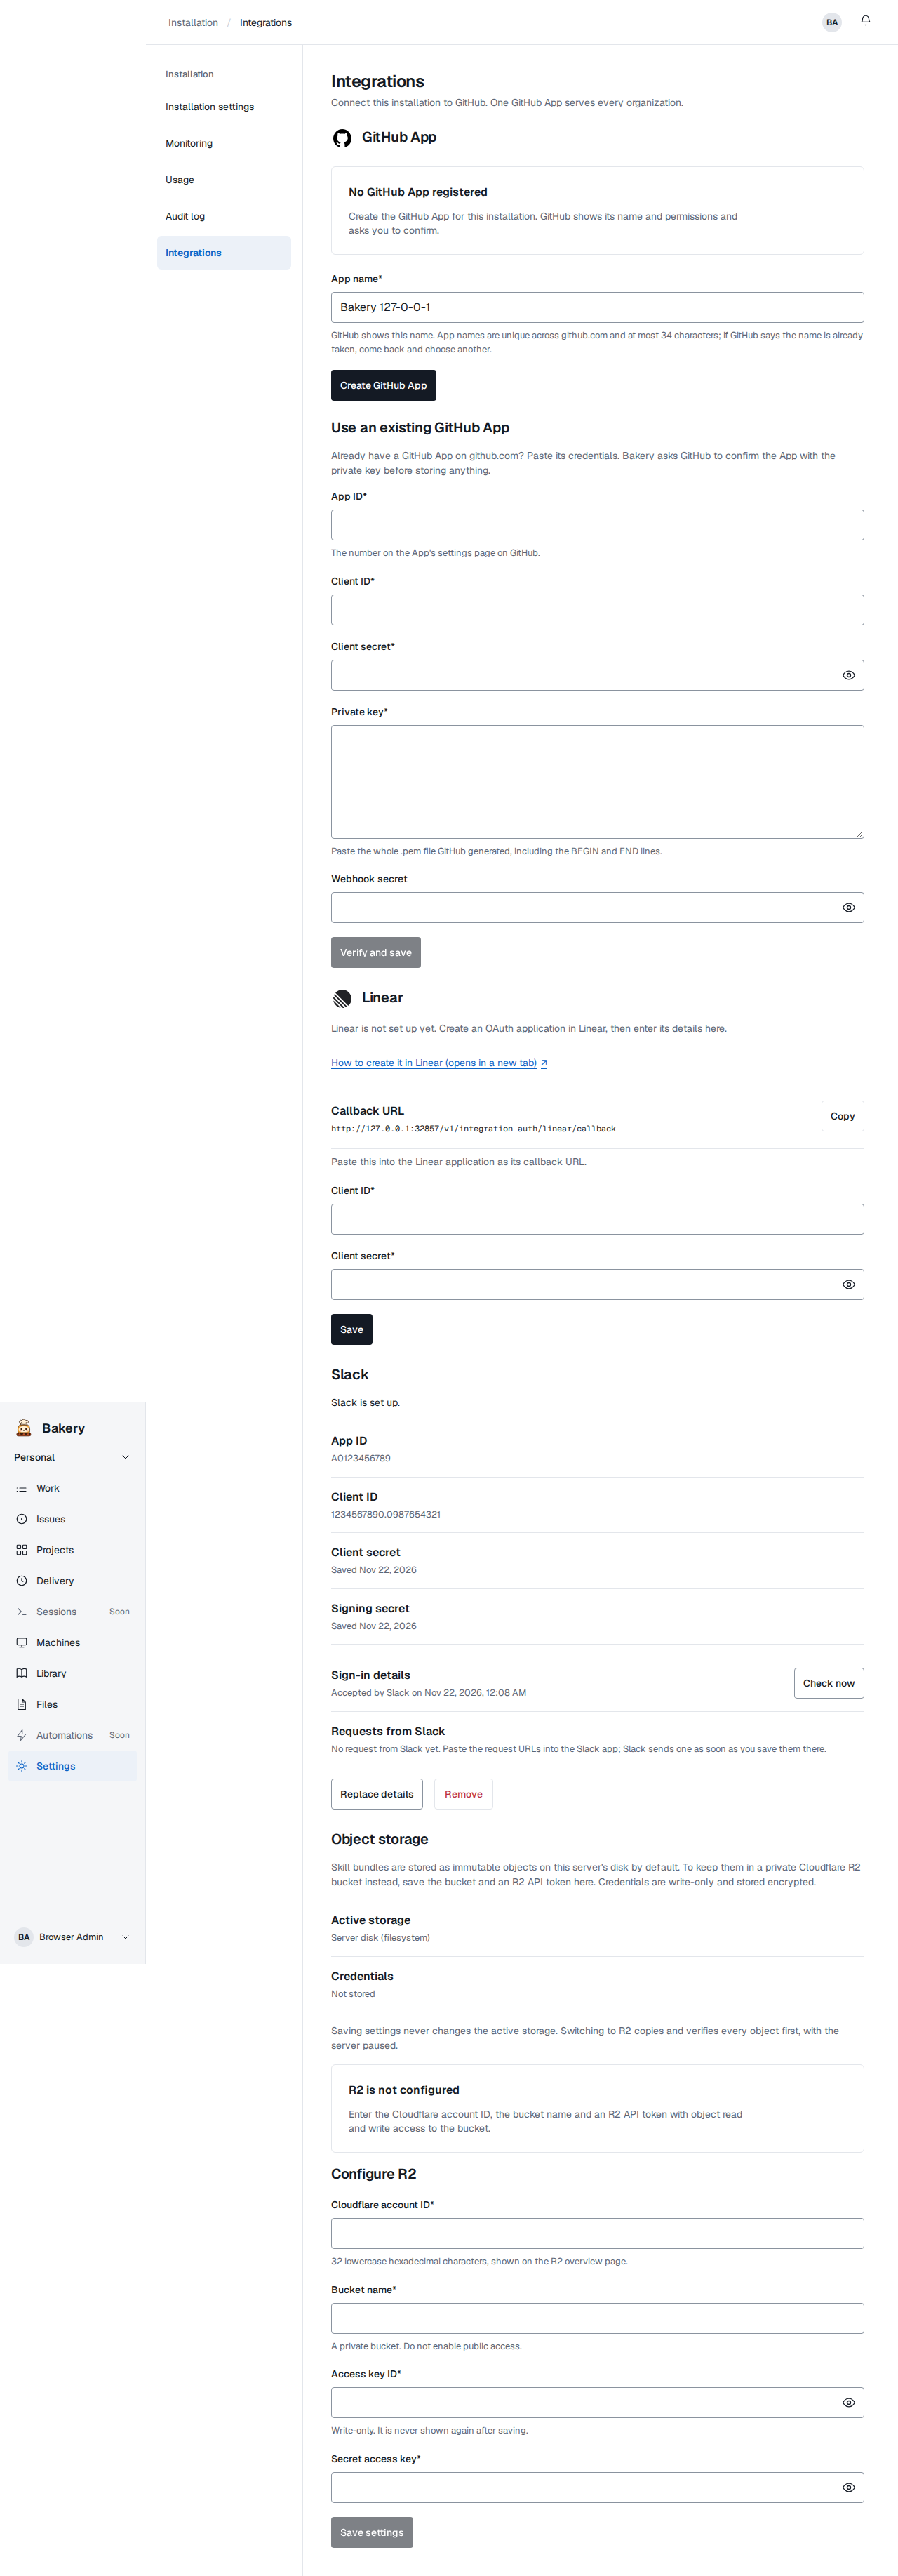 Installation / Integrations
BA
Installation
Installation settings
Monitoring
Usage
Audit log
Integrations
Integrations
Connect this installation to GitHub. One GitHub App serves every organization.
GitHub App
No GitHub App registered
Create the GitHub App for this installation. GitHub shows its name and permissions and
asks you to confirm.
App name*
Bakery 127-0-0-1
GitHub shows this name. App names are unique across github.com and at most 34 characters; if GitHub says the name is already
taken, come back and choose another.
Create GitHub App
Use an existing GitHub App
Already have a GitHub App on github.com? Paste its credentials. Bakery asks GitHub to confirm the App with the
private key before storing anything.
App ID*
The number on the App's settings page on GitHub.
Client ID*
Client secret*
Private key*
Paste the whole .pem file GitHub generated, including the BEGIN and END lines.
Webhook secret
Verify and save
Linear
Linear is not set up yet. Create an OAuth application in Linear, then enter its details here.
How to create it in Linear (opens in a new tab) ↗
Callback URL
http://127.0.0.1:32857/v1/integration-auth/linear/callback
Copy
Paste this into the Linear application as its callback URL.
Client ID*
Client secret*
Save
Slack
Slack is set up.
App ID
A0123456789
Client ID
1234567890.0987654321
Client secret
Saved Nov 22, 2026
Signing secret
Saved Nov 22, 2026
Sign-in details
Accepted by Slack on Nov 22, 2026, 12:08 AM
Check now
Requests from Slack
No request from Slack yet. Paste the request URLs into the Slack app; Slack sends one as soon as you save them there.
Replace details
Remove
Object storage
Skill bundles are stored as immutable objects on this server's disk by default. To keep them in a private Cloudflare R2
bucket instead, save the bucket and an R2 API token here. Credentials are write-only and stored encrypted.
Active storage
Server disk (filesystem)
Credentials
Not stored
Saving settings never changes the active storage. Switching to R2 copies and verifies every object first, with the
server paused.
R2 is not configured
Enter the Cloudflare account ID, the bucket name and an R2 API token with object read
and write access to the bucket.
Configure R2
Cloudflare account ID*
32 lowercase hexadecimal characters, shown on the R2 overview page.
Bucket name*
A private bucket. Do not enable public access.
Access key ID*
Write-only. It is never shown again after saving.
Secret access key*
Save settings
Bakery
Personal
Work
Issues
Projects
Delivery
Sessions Soon
Machines
Library
Files
Automations Soon
Settings
BA Browser Admin